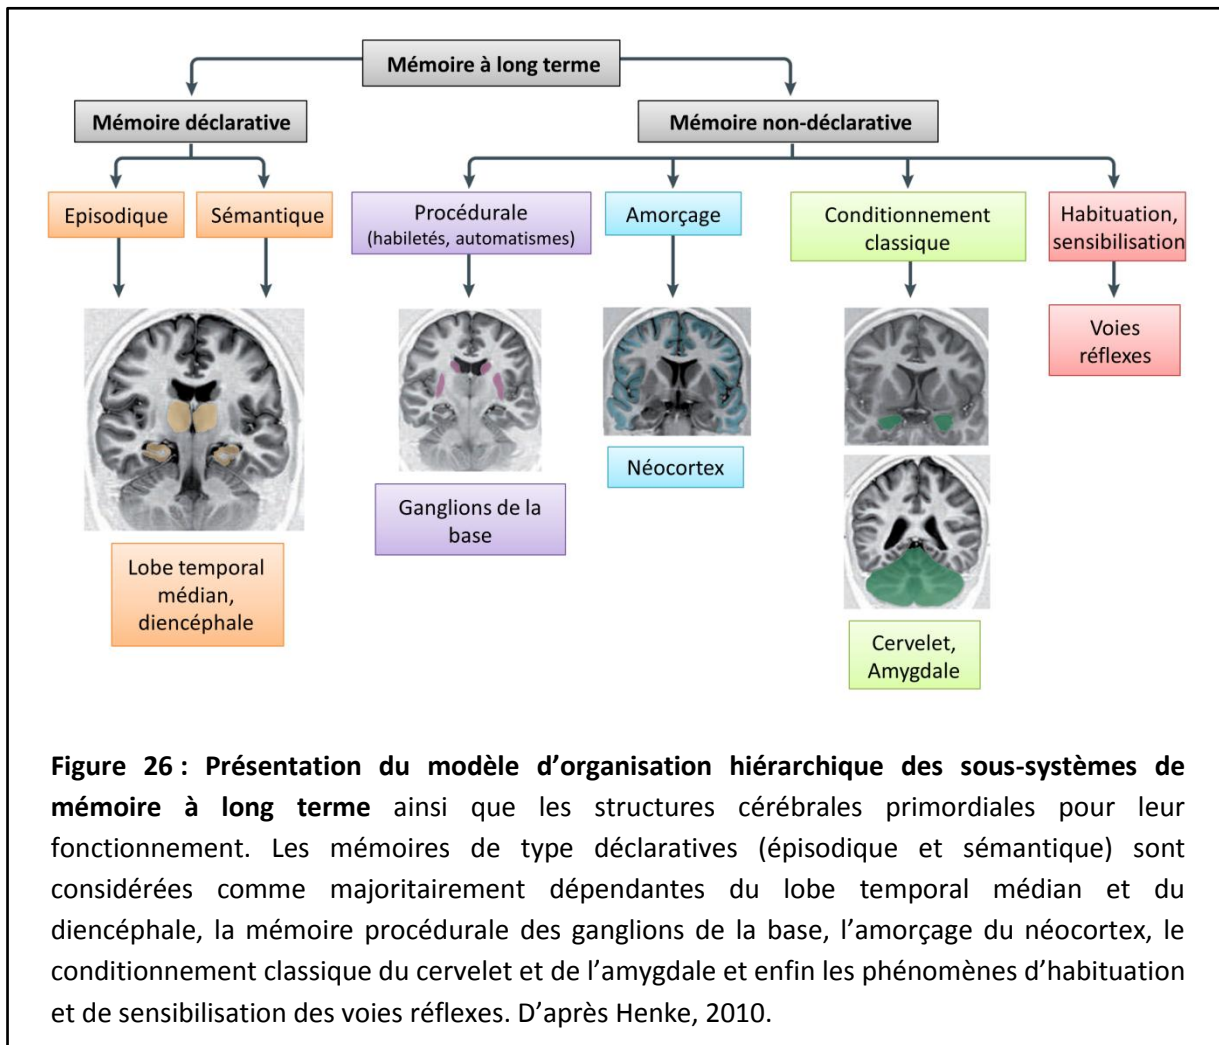 Mémoire à long terme
Mémoire déclarative
Mémoire non-déclarative
Episodique
Sémantique
Procédurale
(habiletés, automatismes)
Amorçage
Conditionnement
classique
Habituation,
sensibilisation
Voies
réflexes
Néocortex
Ganglions de la
base
Lobe temporal
médian,
diencéphale
Cervelet,
Amygdale
Figure 26 : Présentation du modèle d’organisation hiérarchique des sous-systèmes de
mémoire à long terme ainsi que les structures cérébrales primordiales pour leur
fonctionnement. Les mémoires de type déclaratives (épisodique et sémantique) sont
considérées comme majoritairement dépendantes du lobe temporal médian et du
diencéphale, la mémoire procédurale des ganglions de la base, l’amorçage du néocortex, le
conditionnement classique du cervelet et de l’amygdale et enfin les phénomènes d’habituation
et de sensibilisation des voies réflexes. D’après Henke, 2010.